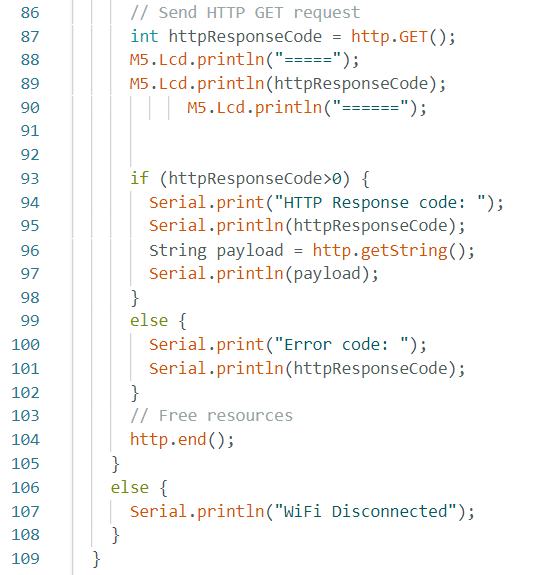 86 // Send HTTP GET request
87 int httpResponseCode = http.GET();
88 M5.Lcd.println("=====");
89 M5.Lcd.println(httpResponseCode);
90 M5.Lcd.println("======");
91
92
93 if (httpResponseCode>0) {
94 Serial.print("HTTP Response code: ");
95 Serial.println(httpResponseCode);
96 String payload = http.getString();
97 Serial.println(payload);
98 }
99 else {
100 Serial.print("Error code: ");
101 Serial.println(httpResponseCode);
102 }
103 // Free resources
104 http.end();
105 }
106 else {
107 Serial.println("WiFi Disconnected");
108 }
109 }